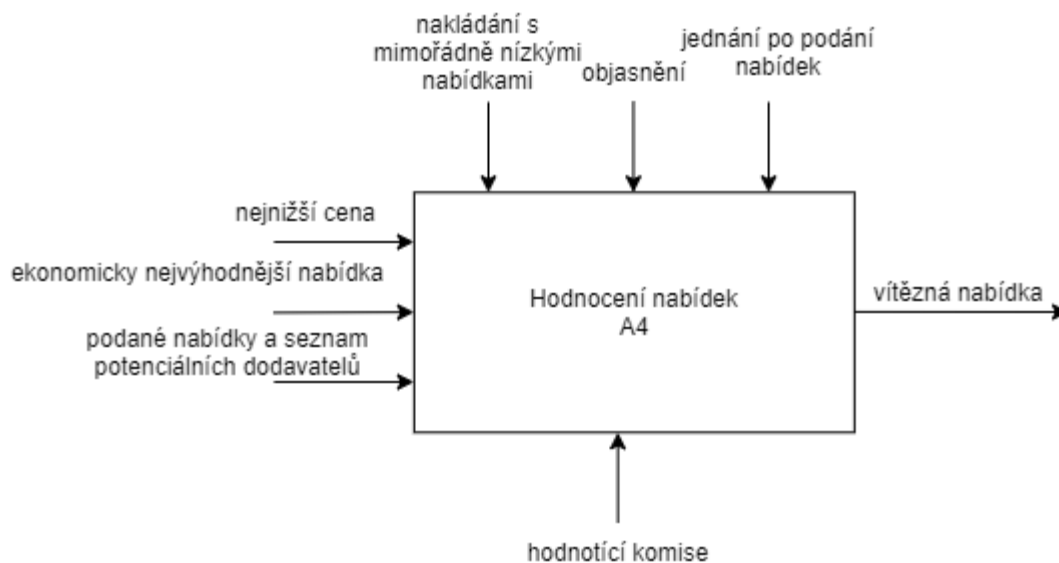 nakládání s
mimořádně nízkými
nabídkami
objasnění
jednání po podání
nabídek
nejnižší cena
ekonomicky nejvýhodnější nabídka
podané nabídky a seznam
potenciálních dodavatelů
Hodnocení nabídek
A4
vítězná nabídka
hodnotící komise